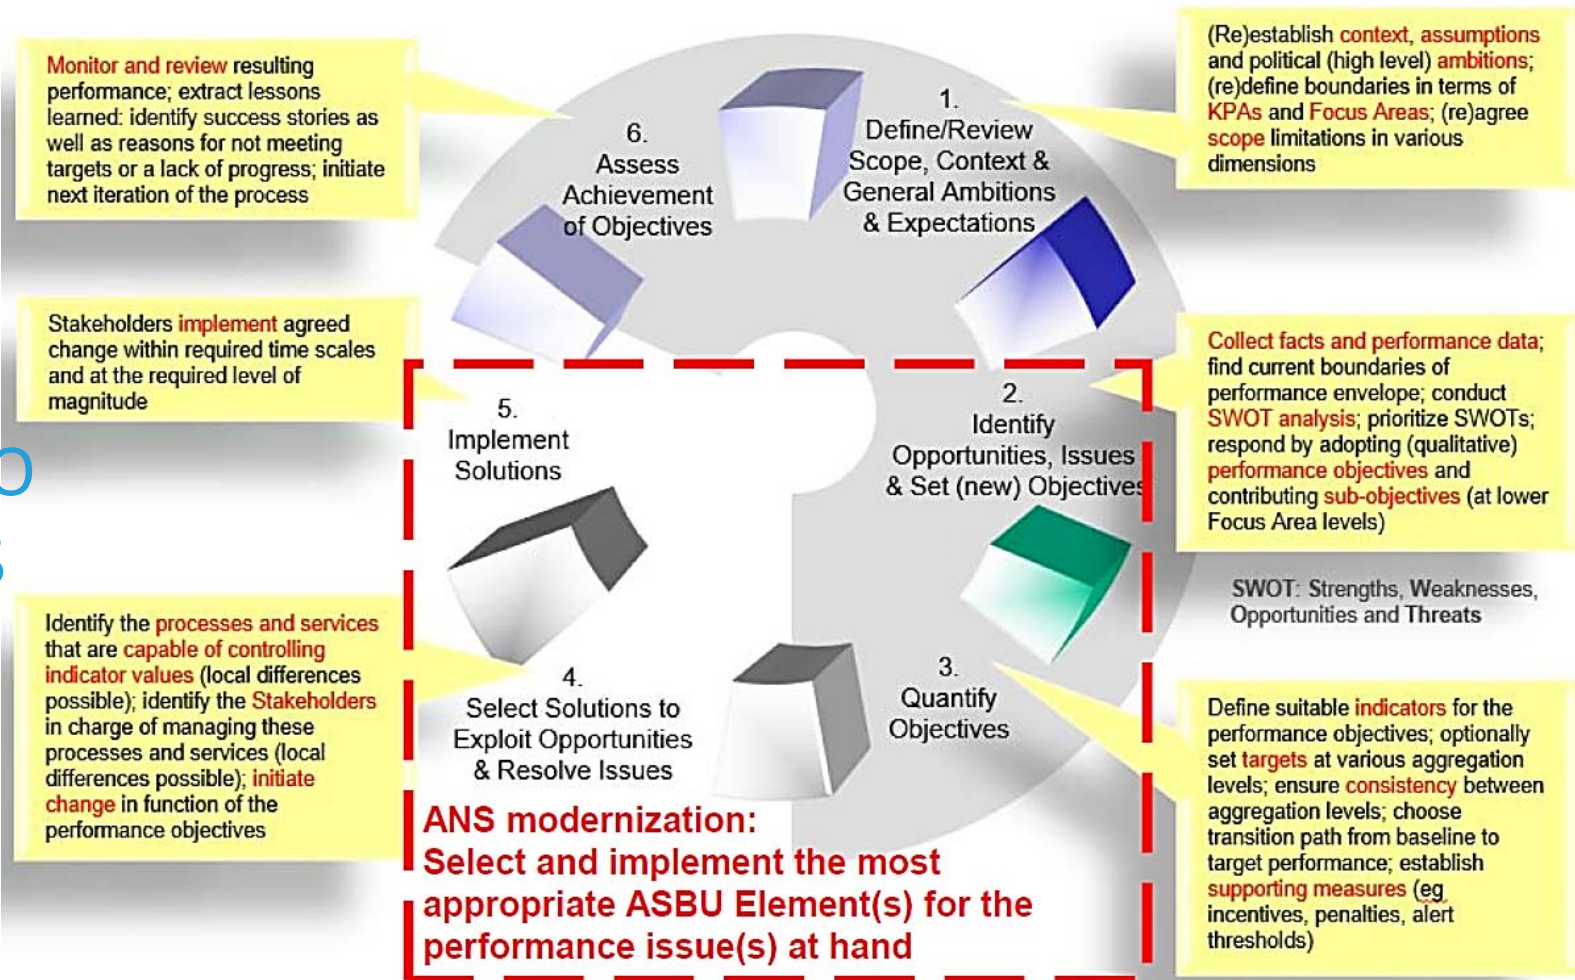 Monitor and review resulting
performance; extract lessons
learned: identify success stories as
well as reasons for not meeting
targets or a lack of progress; initiate
next iteration of the process
6.
Assess
Achievement
of Objectives
1.
Define/Review
Scope, Context &
General Ambitions
& Expectations
(Re)establish context, assumptions
and political (high level) ambitions;
(re)define boundaries in terms of
KPAs and Focus Areas; (re)agree
scope limitations in various
dimensions
Stakeholders implement agreed
change within required time scales
and at the required level of
magnitude
5.
Implement
Solutions
2.
Identify
Opportunities, Issues
& Set (new) Objectives
Collect facts and performance data;
find current boundaries of
performance envelope; conduct
SWOT analysis; prioritize SWOTs;
respond by adopting (qualitative)
performance objectives and
contributing sub-objectives (at lower
Focus Area levels)
SWOT: Strengths, Weaknesses,
Opportunities and Threats
Identify the processes and services
that are capable of controlling
indicator values (local differences
possible); identify the Stakeholders
in charge of managing these
processes and services (local
differences possible); initiate
change in function of the
performance objectives
4.
Select Solutions to
Exploit Opportunities
& Resolve Issues
3.
Quantify
Objectives
Define suitable indicators for the
performance objectives; optionally
set targets at various aggregation
levels; ensure consistency between
aggregation levels; choose
transition path from baseline to
target performance; establish
supporting measures (eg
incentives, penalties, alert
thresholds)
ANS modernization:
Select and implement the most
appropriate ASBU Element(s) for the
performance issue(s) at hand